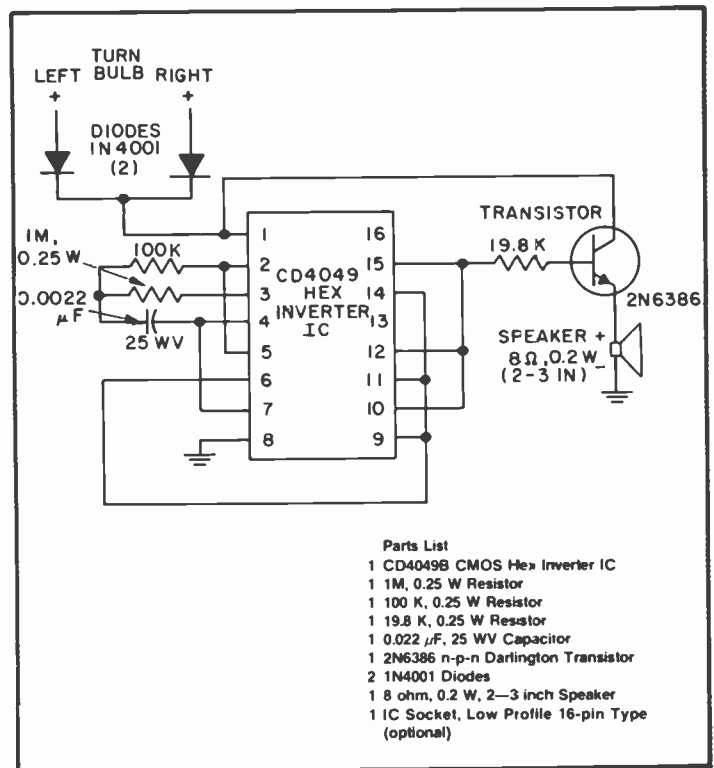 TURN
LEFT BULB RIGHT
+ +
DIODES
IN4001
(2)
TRANSISTOR
1M,
0.25 W
100K
19.8 K
0.0022
μF
25 WV
CD4049
HEX
INVERTER
IC
1 16
2 15
3 14
4 13
5 12
6 11
7 10
8 9
2N6386
SPEAKER +
8Ω, 0.2 W -
(2-3 IN)
Parts List
1 CD4049B CMOS Hex Inverter IC
1 1M, 0.25 W Resistor
1 100 K, 0.25 W Resistor
1 19.8 K, 0.25 W Resistor
1 0.022 μF, 25 WV Capacitor
1 2N6386 n-p-n Darlington Transistor
2 1N4001 Diodes
1 8 ohm, 0.2 W, 2—3 inch Speaker
1 IC Socket, Low Profile 16-pin Type
(optional)